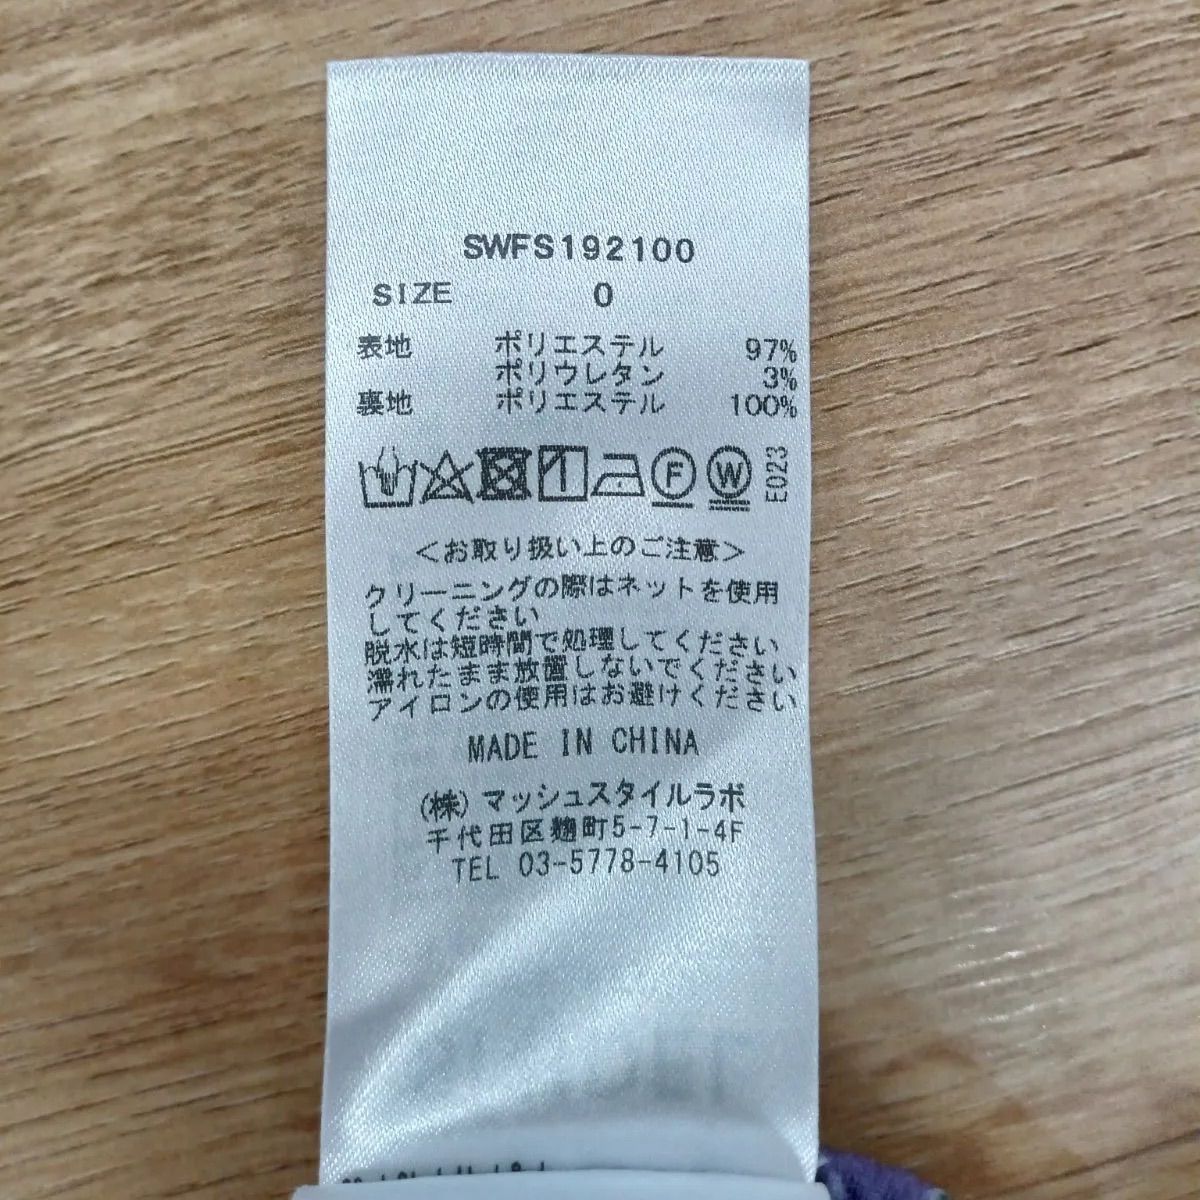 SWFS192100
SIZE 0
表地 ポリエステル 97%
ポリウレタン 3%
裏地 ポリエステル 100%
F W E023
<お取り扱い上のご注意>
クリーニングの際はネットを使用
してください
脱水は短時間で処理してください
濡れたまま放置しないでください
アイロンの使用はお避けください
MADE IN CHINA
(株)マッシュスタイルラボ
千代田区麹町5-7-1-4F
TEL 03-5778-4105